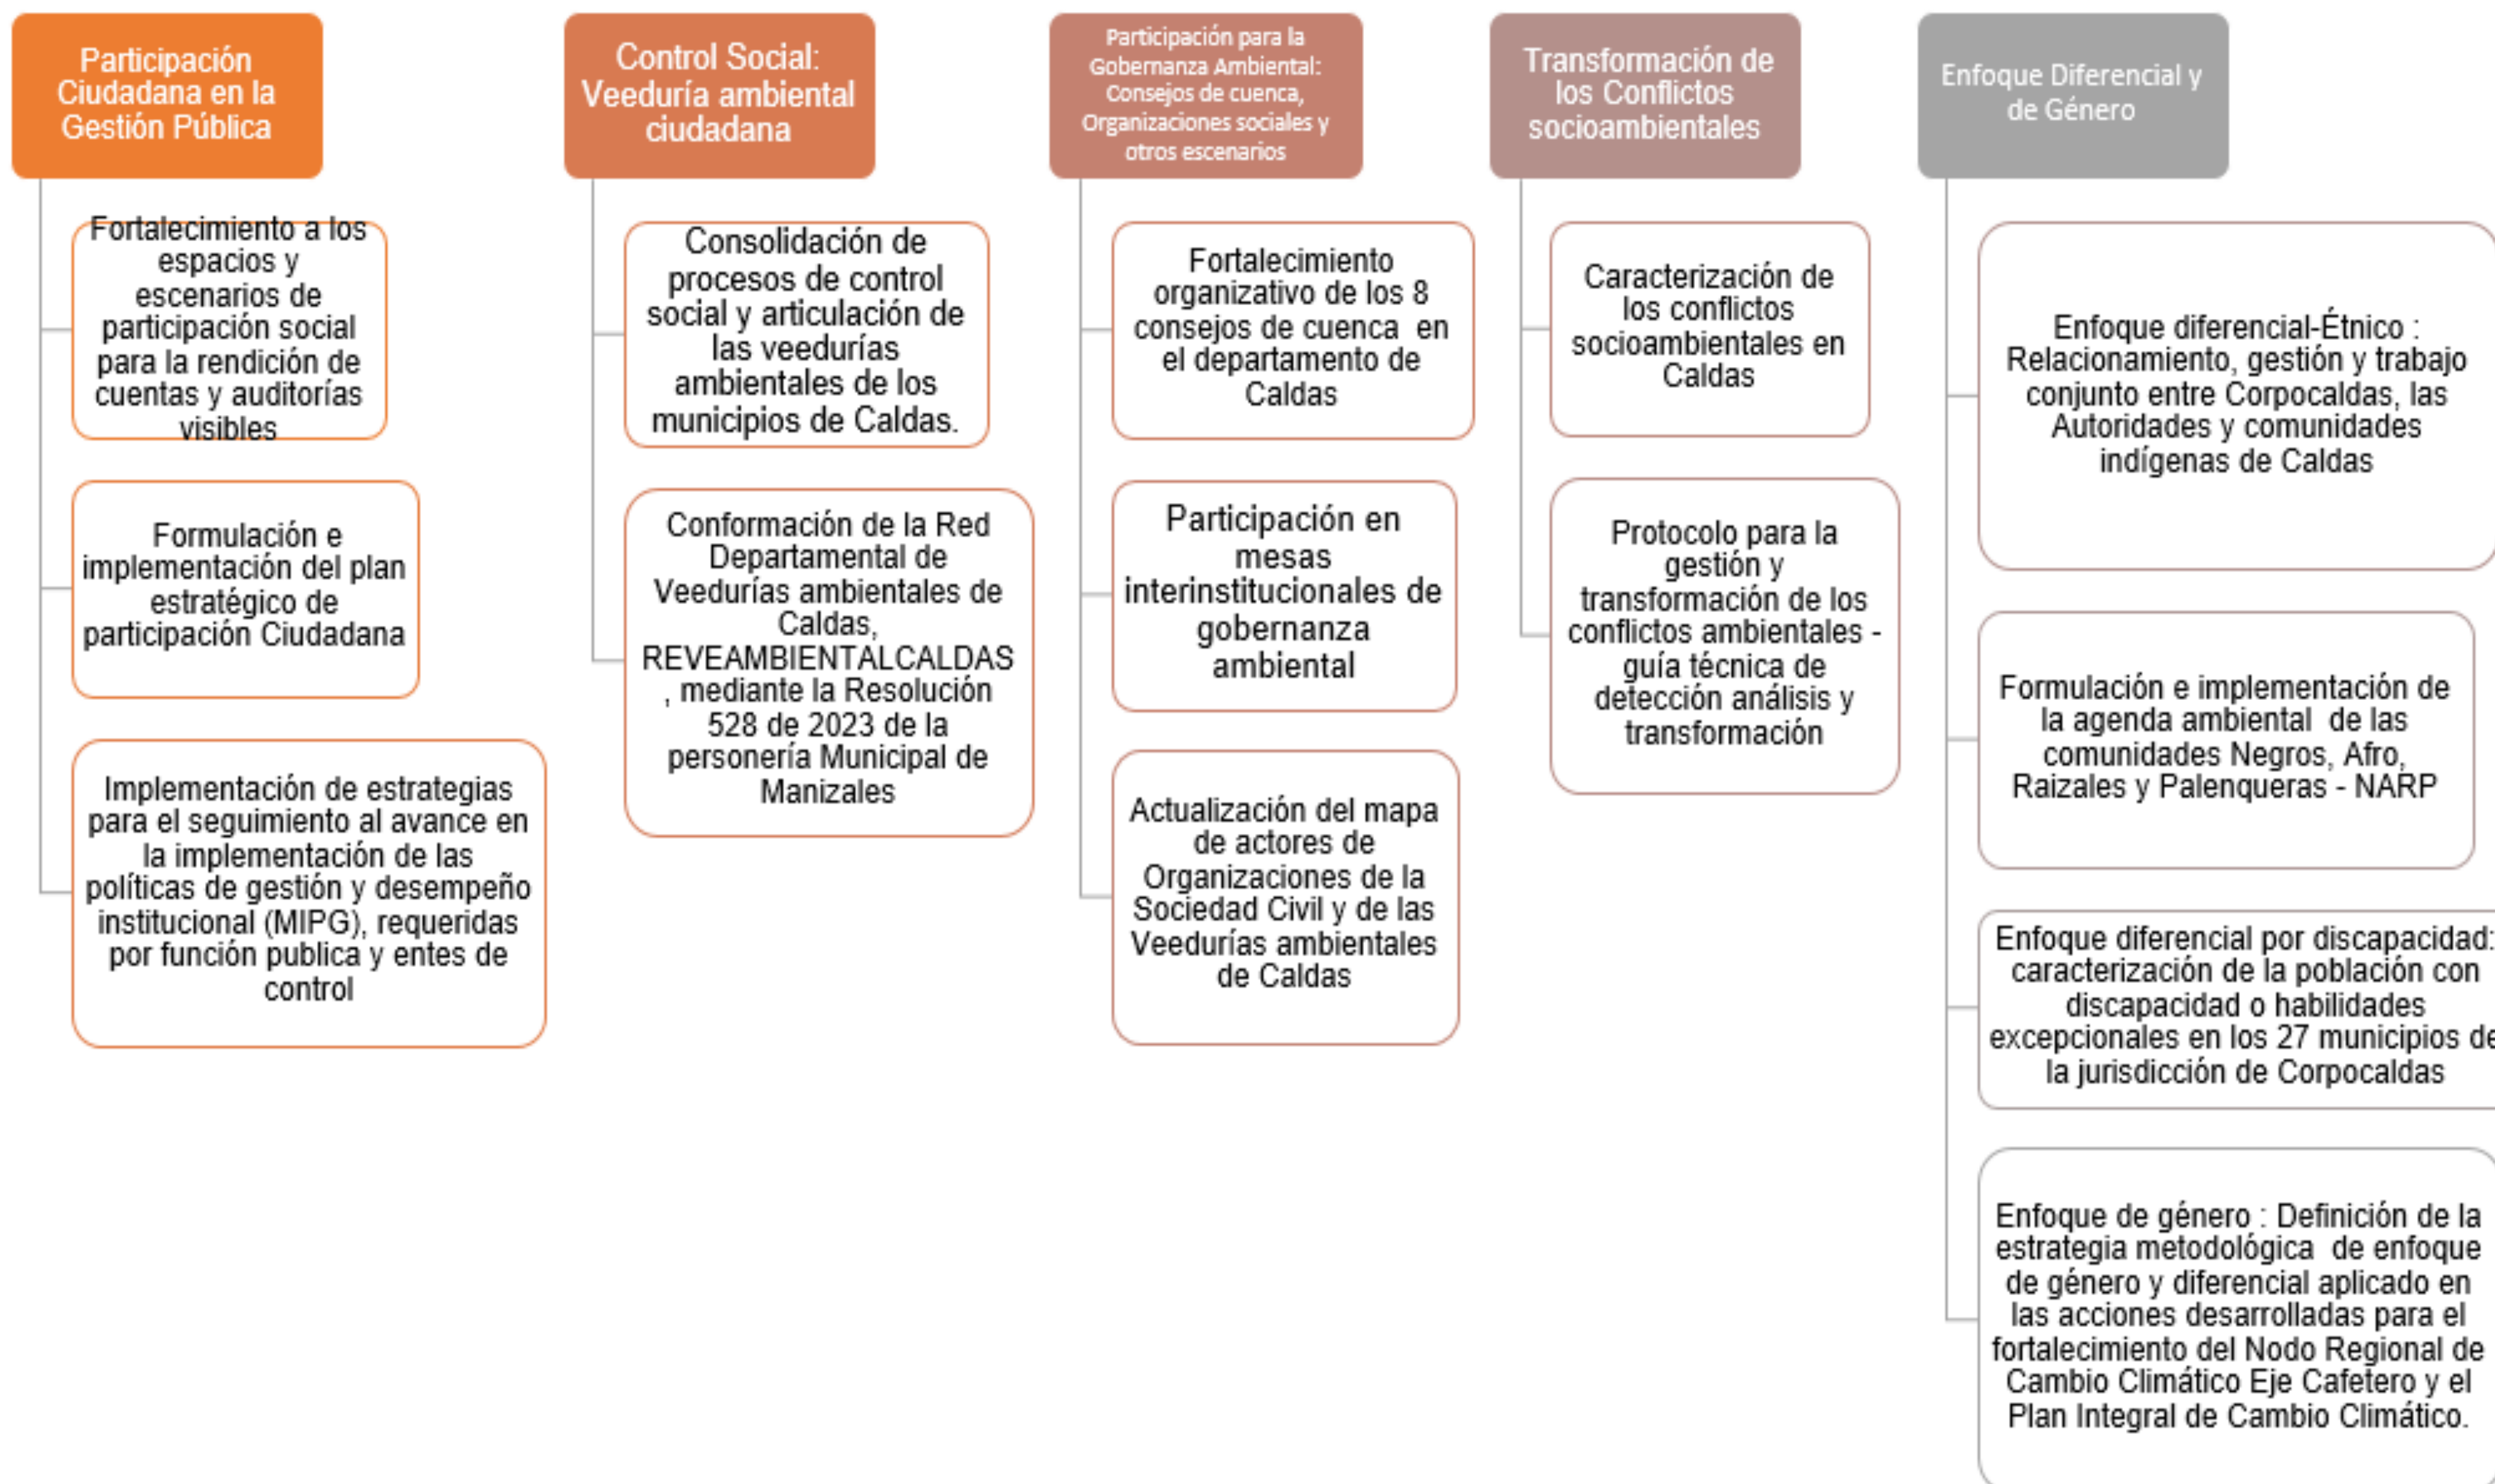 Participación
Ciudadana en la
Gestión Pública
Fortalecimiento a los
espacios y
escenarios de
participación social
para la rendición de
cuentas y auditorías
visibles
Formulación e
implementación del plan
estratégico de
participación Ciudadana
Implementación de estrategias
para el seguimiento al avance en
la implementación de las
políticas de gestión y desempeño
institucional (MIPG), requeridas
por función publica y entes de
control
Control Social:
Veeduría ambiental
ciudadana
Consolidación de
procesos de control
social y articulación de
las veedurías
ambientales de los
municipios de Caldas.
Conformación de la Red
Departamental de
Veedurías ambientales de
Caldas,
REVEAMBIENTALCALDAS
, mediante la Resolución
528 de 2023 de la
personería Municipal de
Manizales
Participación para la
Gobernanza Ambiental:
Consejos de cuenca,
Organizaciones sociales y
otros escenarios
Fortalecimiento
organizativo de los 8
consejos de cuenca  en
el departamento de
Caldas
Participación en
mesas
interinstitucionales de
gobernanza
ambiental
Actualización del mapa
de actores de
Organizaciones de la
Sociedad Civil y de las
Veedurías ambientales
de Caldas
Transformación de
los Conflictos
socioambientales
Caracterización de
los conflictos
socioambientales en
Caldas
Protocolo para la
gestión y
transformación de los
conflictos ambientales -
guía técnica de
detección análisis y
transformación
Enfoque Diferencial y
de Género
Enfoque diferencial-Étnico :
Relacionamiento, gestión y trabajo
conjunto entre Corpocaldas, las
Autoridades y comunidades
indígenas de Caldas
Formulación e implementación de
la agenda ambiental  de las
comunidades Negros, Afro,
Raizales y Palenqueras - NARP
Enfoque diferencial por discapacidad:
caracterización de la población con
discapacidad o habilidades
excepcionales en los 27 municipios de
la jurisdicción de Corpocaldas
Enfoque de género : Definición de la
estrategia metodológica  de enfoque
de género y diferencial aplicado en
las acciones desarrolladas para el
fortalecimiento del Nodo Regional de
Cambio Climático Eje Cafetero y el
Plan Integral de Cambio Climático.